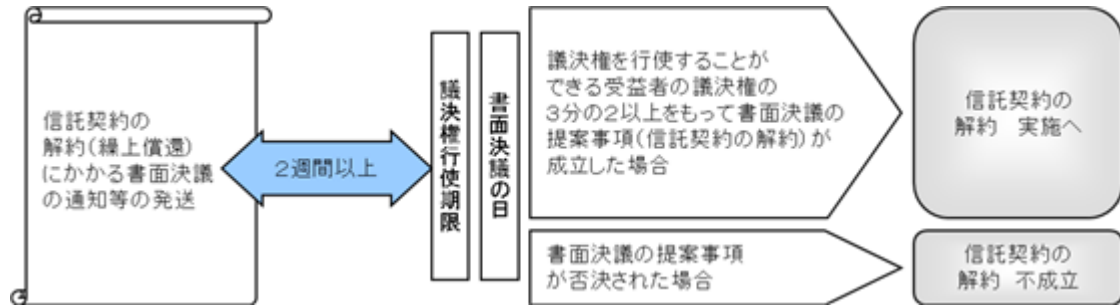 信託契約の
解約(繰上償還)
にかかる書面決議
の通知等の発送
2週間以上
議決権行使期限
書面決議の日
議決権を行使することが
できる受益者の議決権の
3分の2以上をもって書面決議の
提案事項(信託契約の解約)が
成立した場合
信託契約の
解約 実施へ
書面決議の提案事項
が否決された場合
信託契約の
解約 不成立